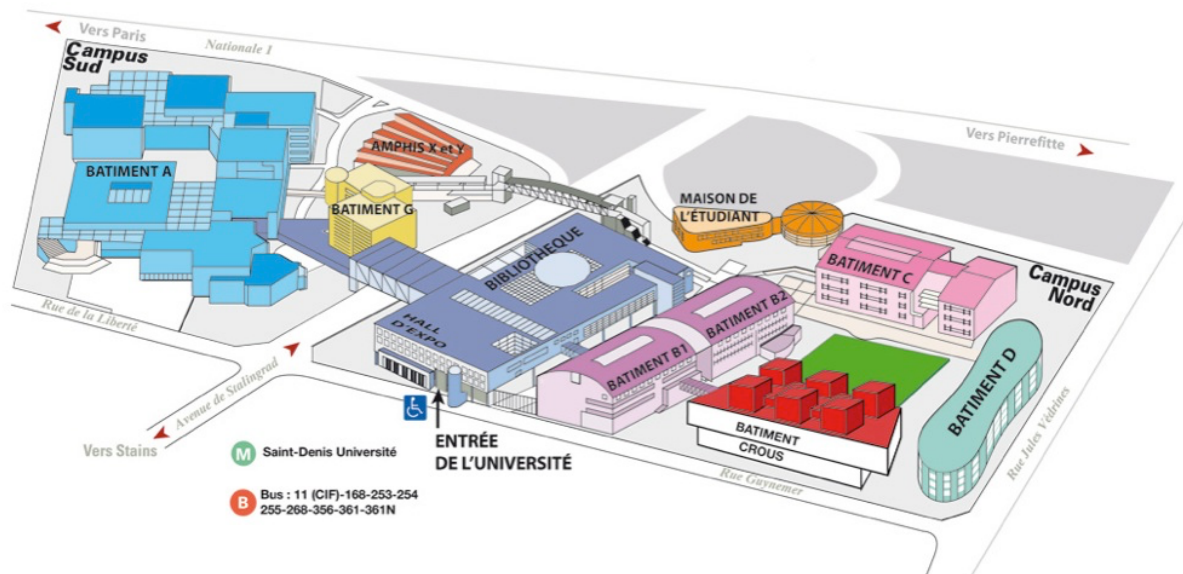 Vers Paris
Nationale 1
Campus
Sud
Vers Pierrefitte
AMPHIS X et Y
BATIMENT A
BATIMENT G
MAISON DE
L'ÉTUDIANT
BIBLIOTHEQUE
BATIMENT C
Campus
Nord
HALL
D'EXPO
BATIMENT B2
BATIMENT B1
BATIMENT D
Rue de la Liberté
Avenue de Stalingrad
Vers Stains
BATIMENT
CROUS
Rue Jules Védrines
ENTRÉE
DE L'UNIVERSITÉ
Rue Guynemer
M Saint-Denis Université
B Bus : 11 (CIF)-168-253-254
255-268-356-361-361N